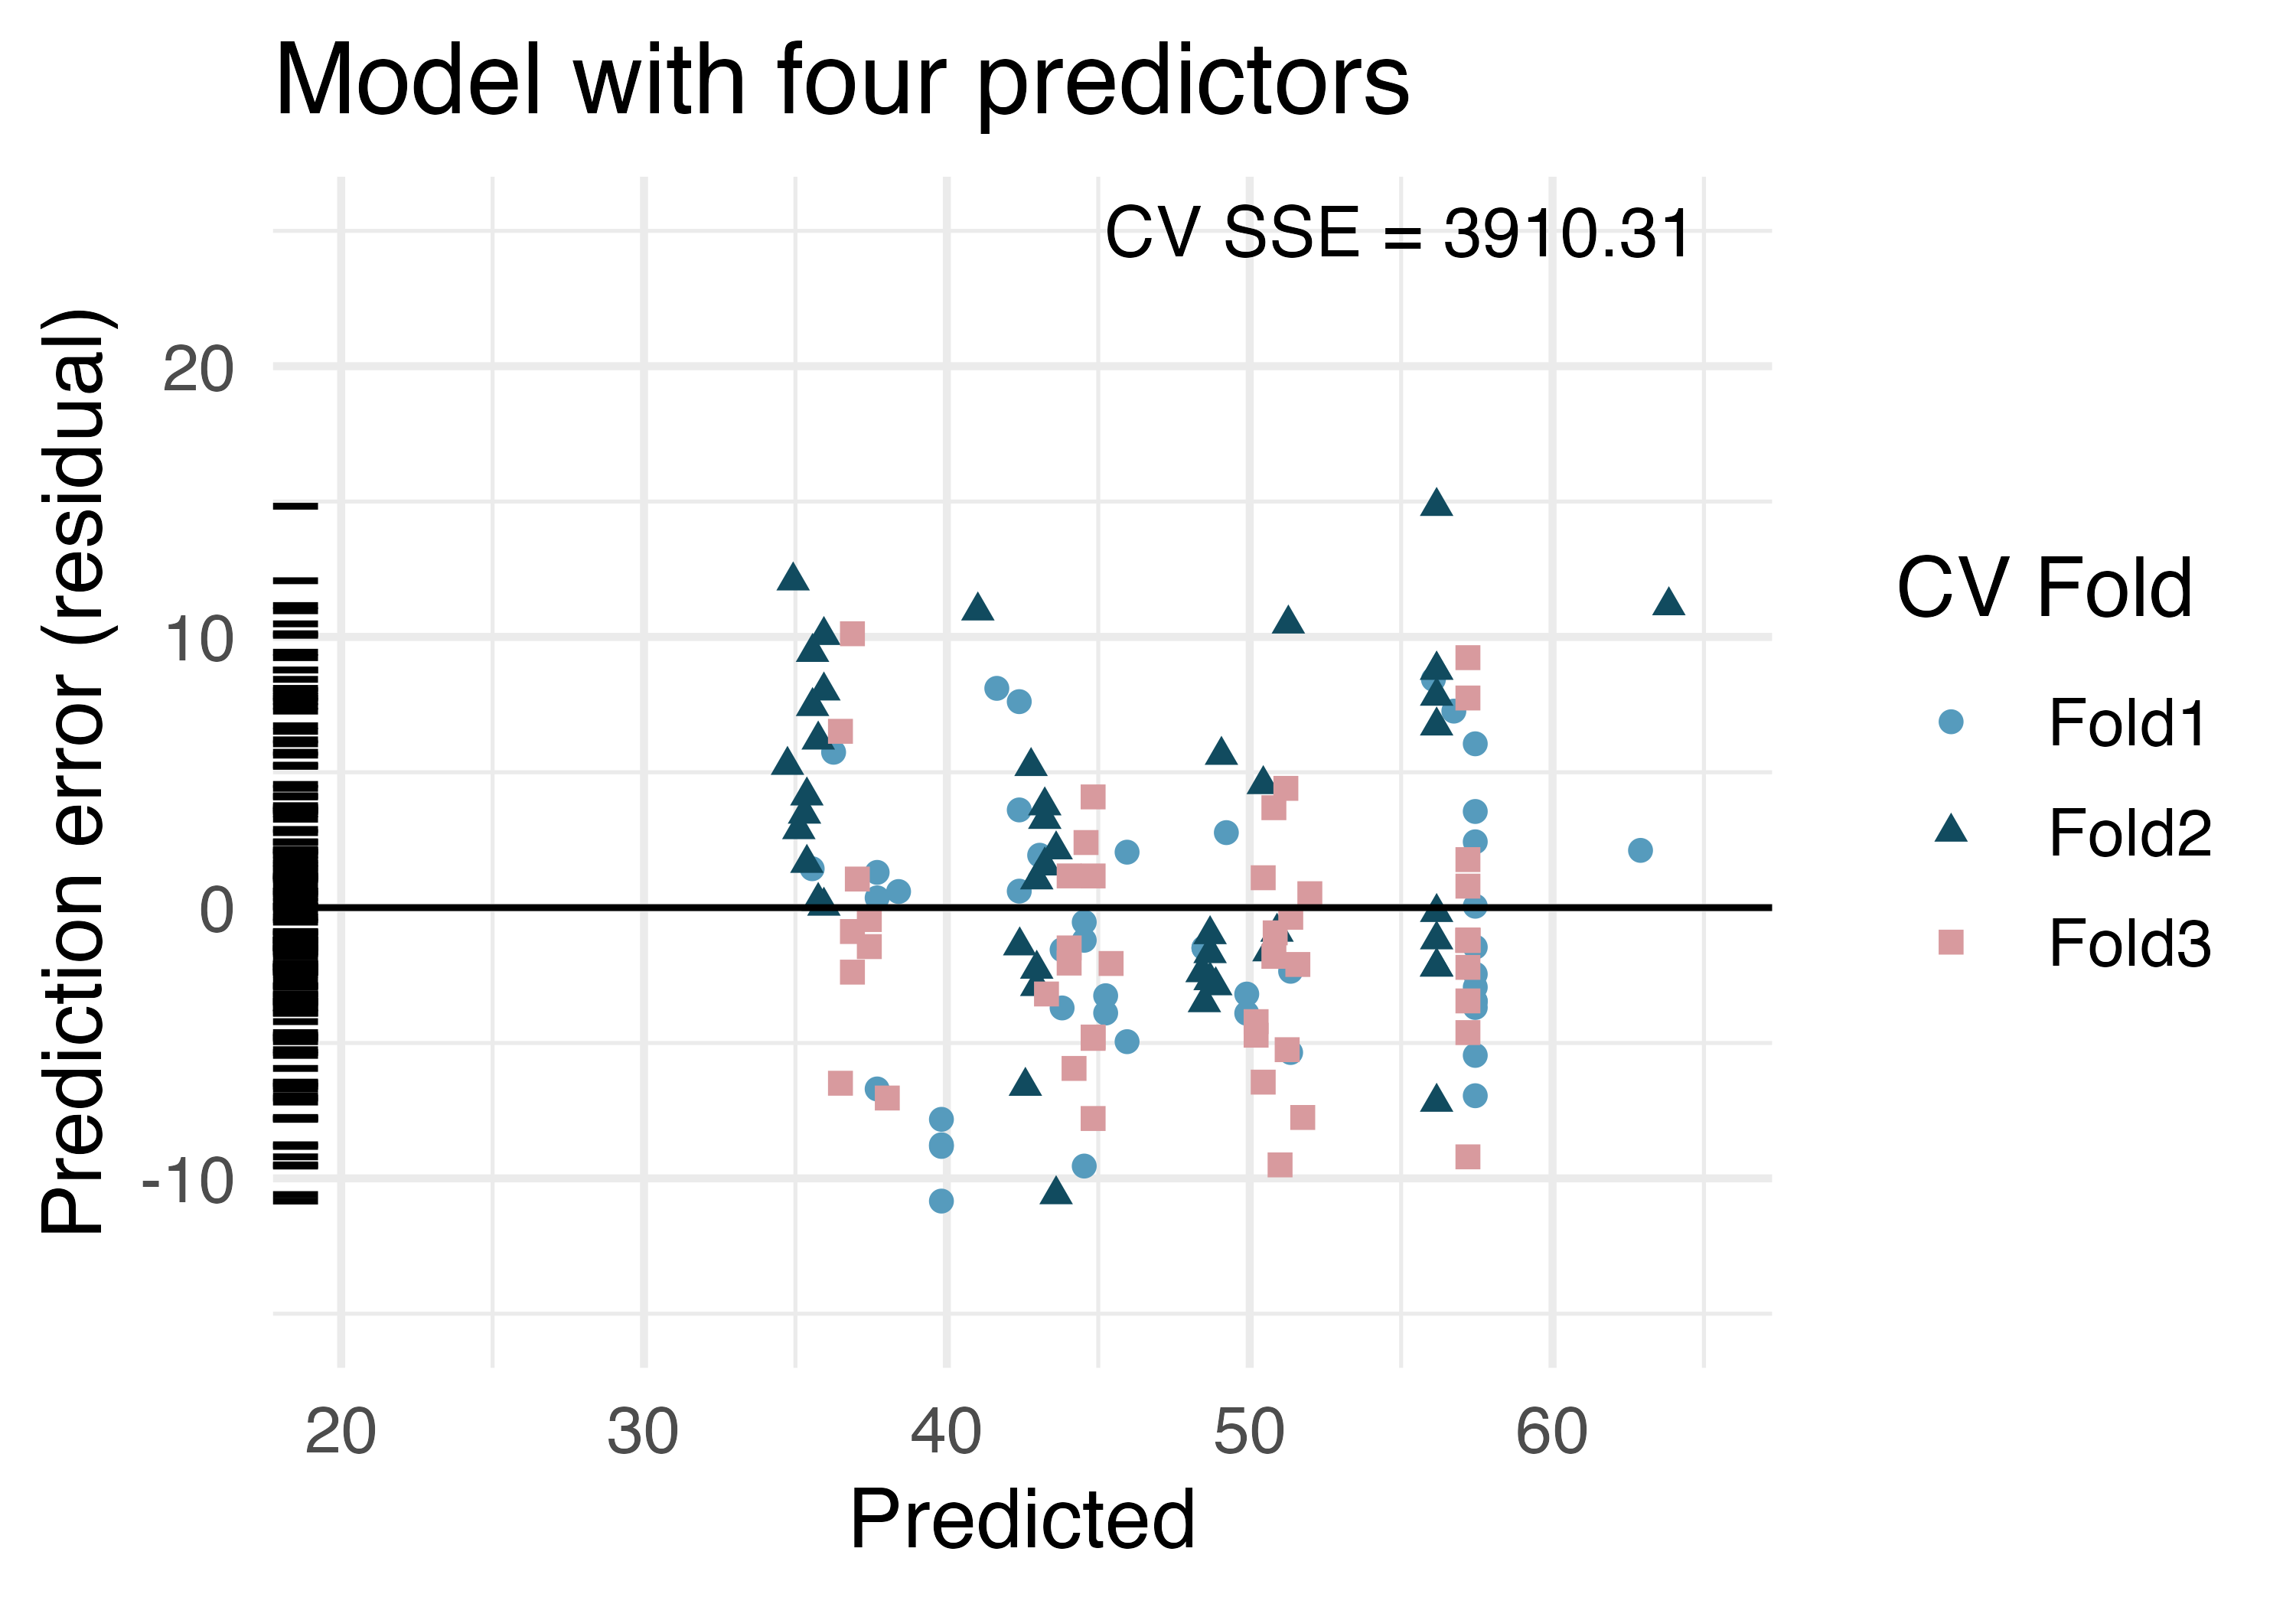 Model with four predictors
CV SSE = 3910.31
Prediction error (residual)
20
10
0
-10
20
30
40
50
60
Predicted
CV Fold
Fold1
Fold2
Fold3